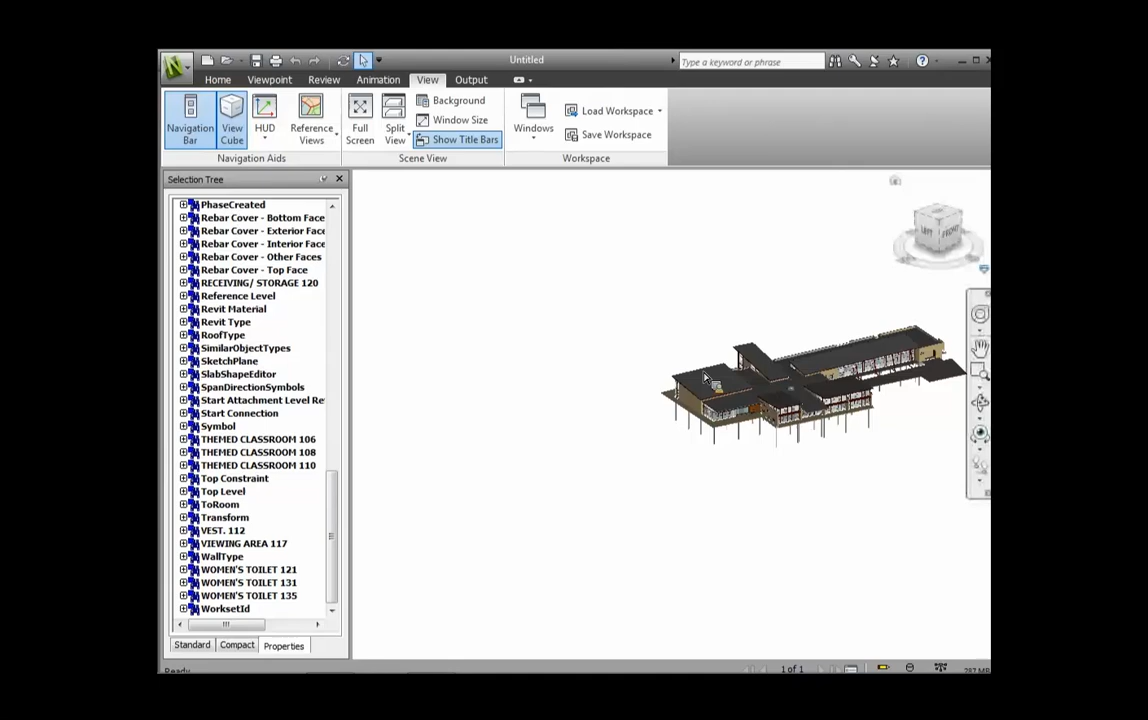 Untitled
Type a keyword or phrase
Home Viewpoint Review Animation View Output
Navigation Bar
View Cube
HUD
Reference Views
Full Screen
Split View
Background
Window Size
Show Title Bars
Windows
Load Workspace
Save Workspace
Navigation Aids
Scene View
Workspace
Selection Tree
PhaseCreated
Rebar Cover - Bottom Face
Rebar Cover - Exterior Face
Rebar Cover - Interior Face
Rebar Cover - Other Faces
Rebar Cover - Top Face
RECEIVING/ STORAGE 120
Reference Level
Revit Material
Revit Type
RoofType
SimilarObjectTypes
SketchPlane
SlabShapeEditor
SpanDirectionSymbols
Start Attachment Level Re
Start Connection
Symbol
THEMED CLASSROOM 106
THEMED CLASSROOM 108
THEMED CLASSROOM 110
Top Constraint
Top Level
ToRoom
Transform
VEST. 112
VIEWING AREA 117
WallType
WOMEN'S TOILET 121
WOMEN'S TOILET 131
WOMEN'S TOILET 135
WorksetId
Standard Compact Properties
LEFT FRONT
Ready
1 of 1